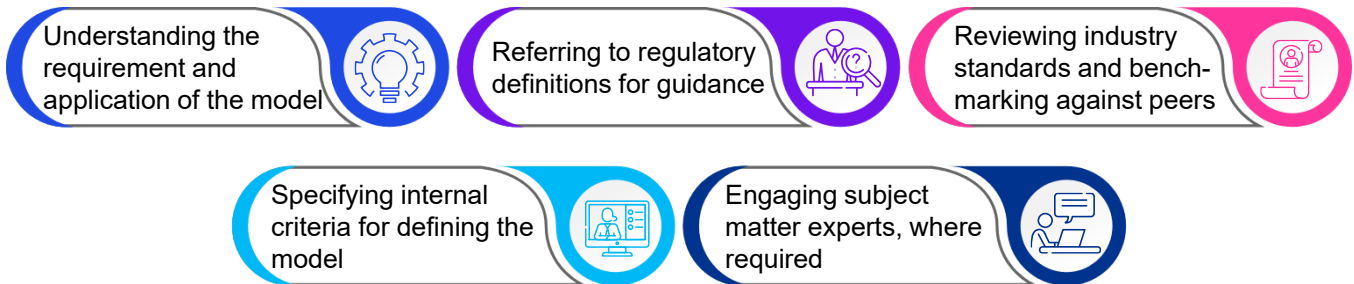 Understanding the
requirement and
application of the model
Referring to regulatory
definitions for guidance
Reviewing industry
standards and bench-
marking against peers
Specifying internal
criteria for defining the
model
Engaging subject
matter experts, where
required